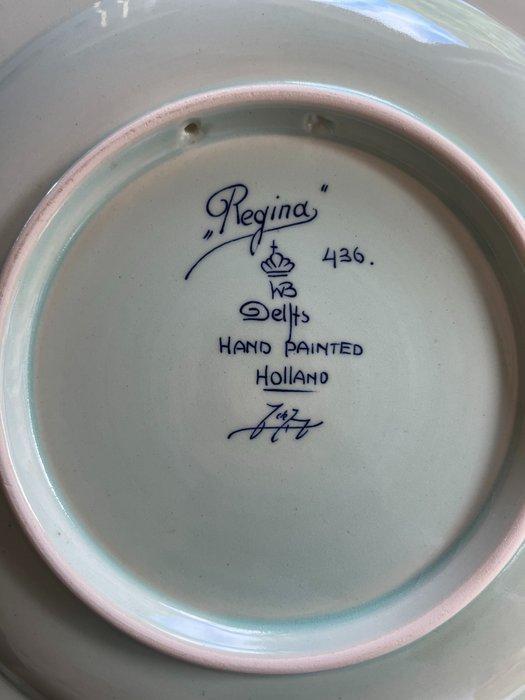 „Regina"
436.
WB
Delfts
HAND PAINTED
HOLLAND